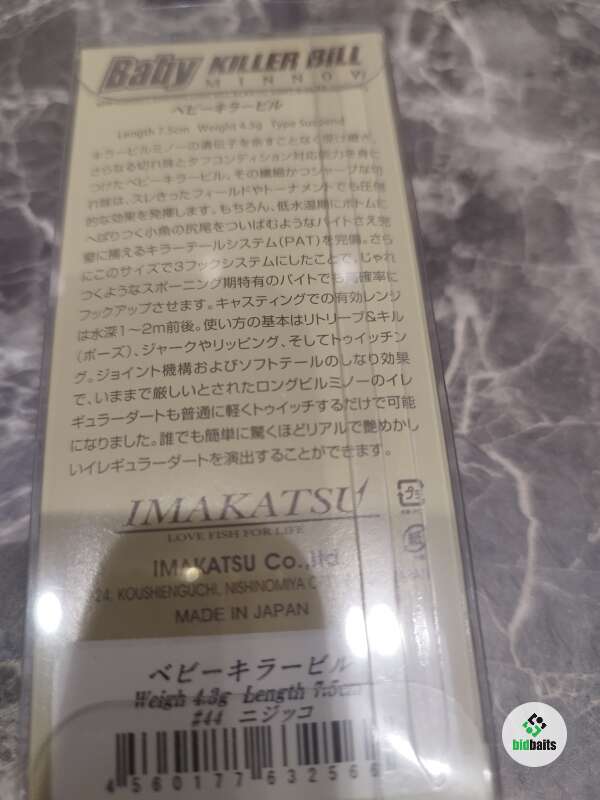 Baby KILLER BILL
MINNOW
ベビーキラービル
Length 7.5cm Weight 4.3g Type Suspend
キラービルミノーの遺伝子を余すことなく受け継ぎ、
さらなる切れ味とタフコンディション対応能力を身に
つけたベビーキラービル。その繊細かつシャープな切
れ味は、スレきったフィールドやトーナメントでも圧倒
的な効果を発揮します。もちろん、低水温期にボトムに
へばりつく小魚の尻尾をついばむようなバイトさえ完
璧に捕えるキラーテールシステム(PAT)を完備。さら
にこのサイズで3フックシステムにしたことで、じゃれ
つくようなスポーニング期特有のバイトでも高確率に
フックアップさせます。キャスティングでの有効レンジ
は水深1〜2m前後。使い方の基本はリトリーブ&キル
(ポーズ)、ジャークやリッピング、そしてトゥイッチン
グ。ジョイント機構およびソフトテールのしなり効果
で、いままで厳しいとされたロングビルミノーのイレ
ギュラーダートも普通に軽くトゥイッチするだけで可能
になりました。誰でも簡単に驚くほどリアルで艶めかし
いイレギュラーダートを演出することができます。
IMAKATSU
LOVE FISH FOR LIFE
プラ
紙
IMAKATSU Co.,ltd
24, KOUSHIENGUCHI, NISHINOMIYA
MADE IN JAPAN
ベビーキラービル
Weigh 4.3g Length 7.5cm
#44 ニジッコ
4 560177 632566
bidbaits